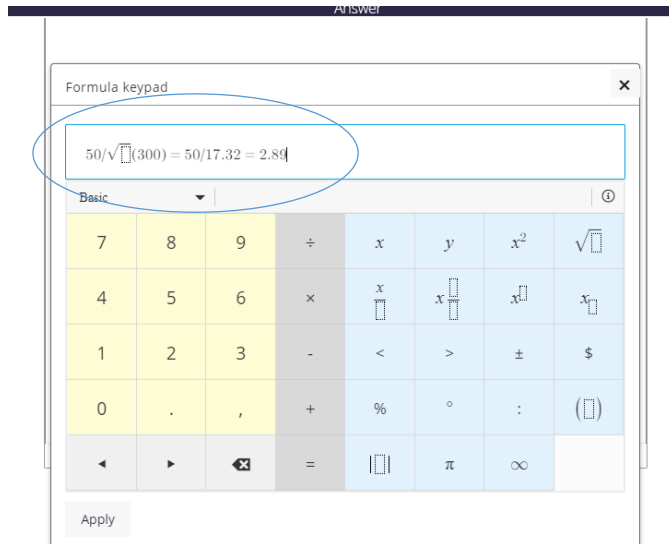 Answer
Formula keypad ×
50/√(300) = 50/17.32 = 2.89
Basic
7 8 9 ÷ x y x² √
4 5 6 × x x x x
1 2 3 - < > ± $
0 . , + % ° : ()
= || π ∞
Apply